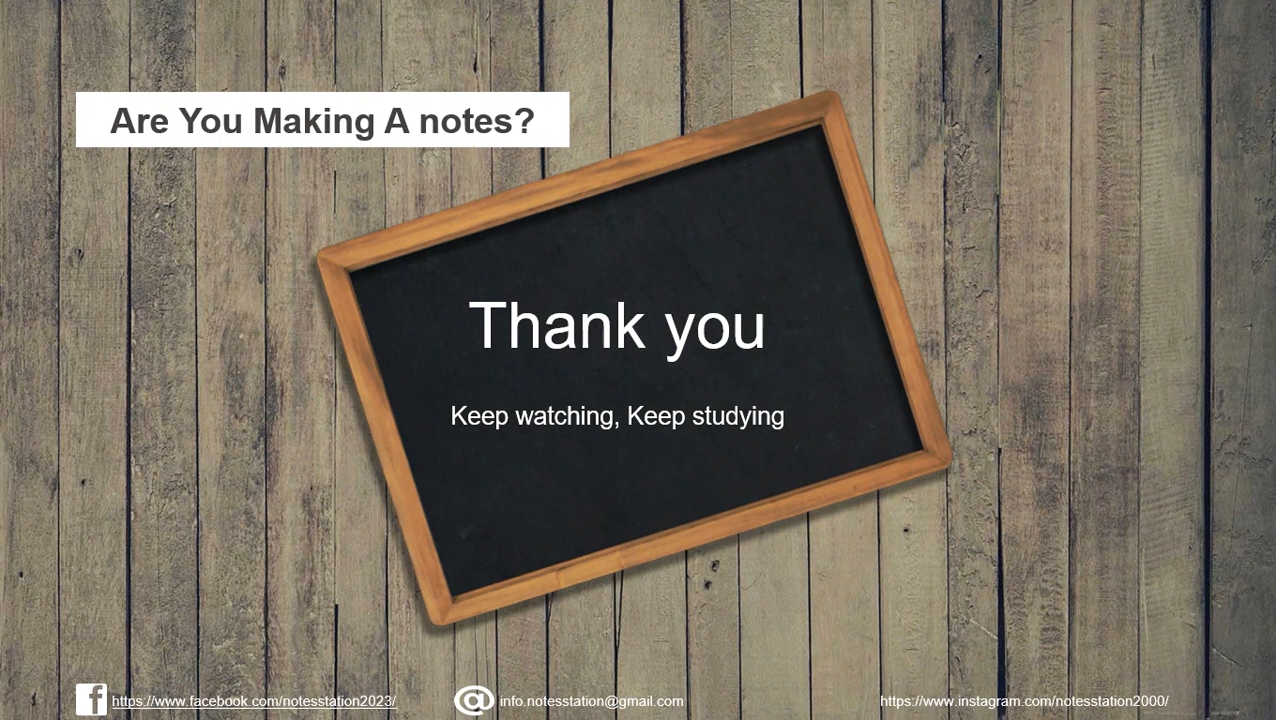 Are You Making A notes?
Thank you
Keep watching, Keep studying
https://www.facebook.com/notesstation2023/
info.notesstation@gmail.com
https://www.instagram.com/notesstation2000/